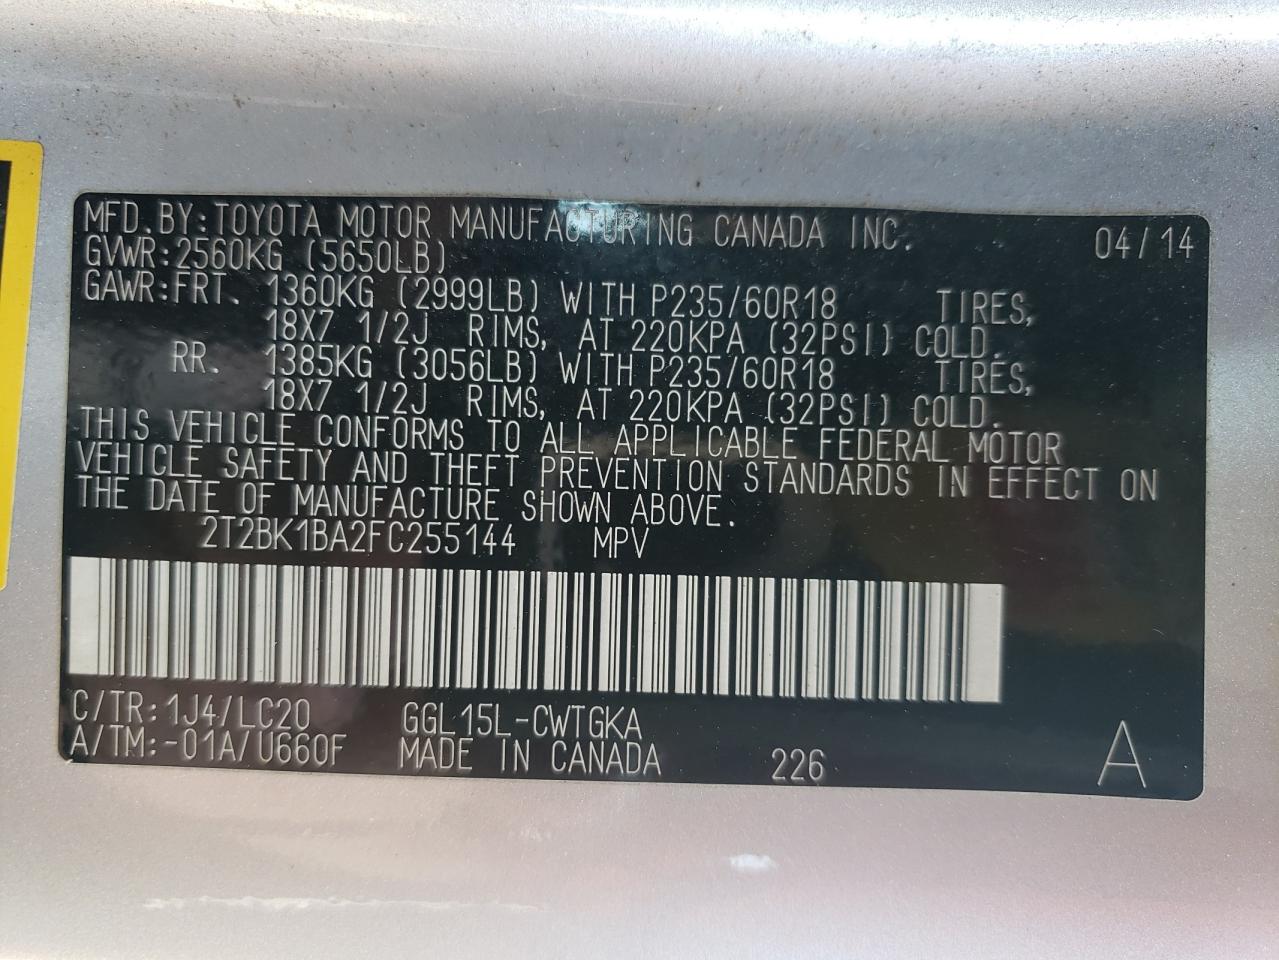 MFD.BY:TOYOTA MOTOR MANUFACTURING CANADA INC. 04/14
GVWR:2560KG (5650LB)
GAWR:FRT. 1360KG (2999LB) WITH P235/60R18 TIRES,
18X7 1/2J RIMS, AT 220KPA (32PSI) COLD.
RR. 1385KG (3056LB) WITH P235/60R18 TIRES,
18X7 1/2J RIMS, AT 220KPA (32PSI) COLD.
THIS VEHICLE CONFORMS TO ALL APPLICABLE FEDERAL MOTOR
VEHICLE SAFETY AND THEFT PREVENTION STANDARDS IN EFFECT ON
THE DATE OF MANUFACTURE SHOWN ABOVE.
2T2BK1BA2FC255144 MPV
C/TR:1J4/LC20 GGL15L-CWTGKA
A/TM:-01A/U660F MADE IN CANADA 226 A